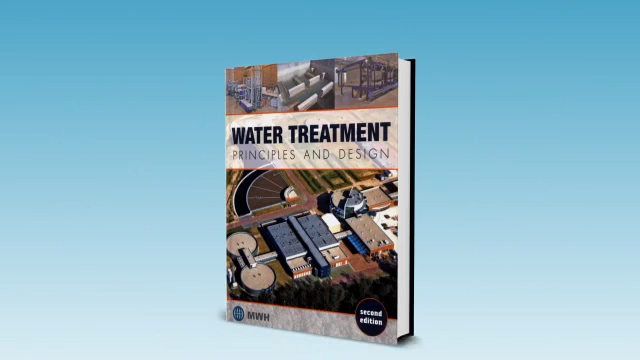 WATER TREATMENT
PRINCIPLES AND DESIGN
MWH
second
edition